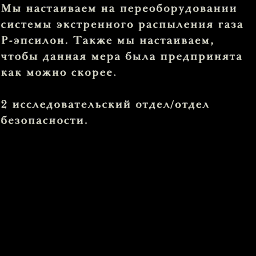 Мы настаиваем на переоборудовании
системы экстренного распыления газа
Р-эпсилон. Также мы настаиваем,
чтобы данная мера была предпринята
как можно скорее.

2 исследовательский отдел/отдел
безопасности.